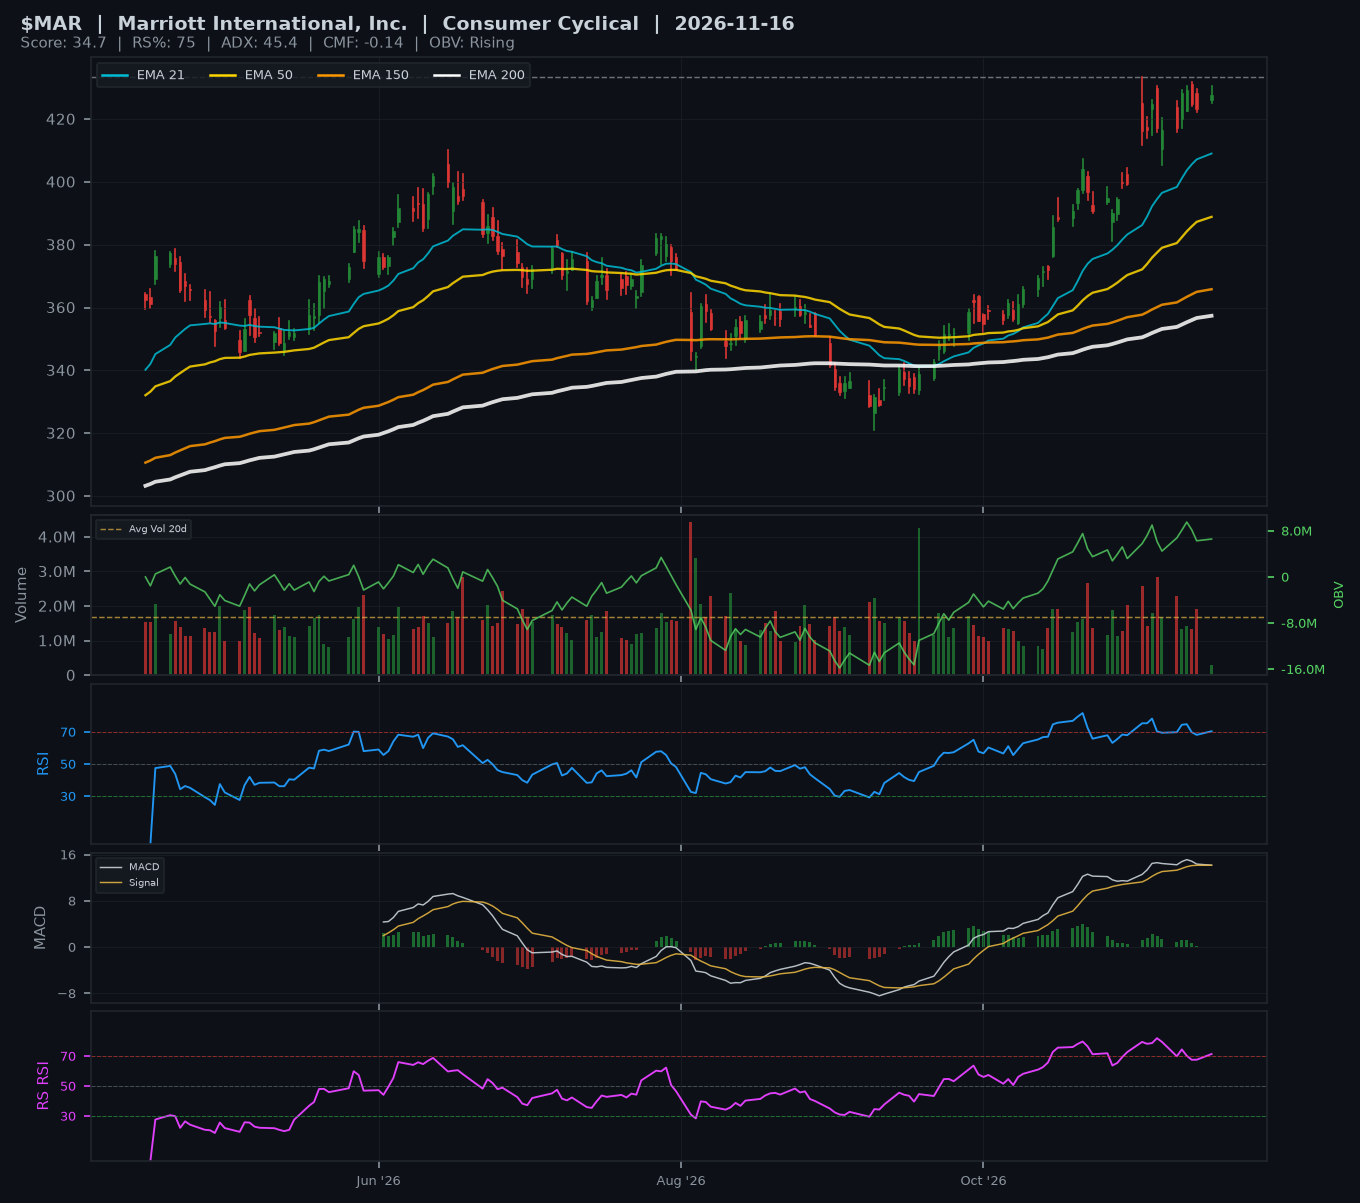 $MAR | Marriott International, Inc. | Consumer Cyclical | 2026-11-16
Score: 34.7 | RS%: 75 | ADX: 45.4 | CMF: -0.14 | OBV: Rising
EMA 21 EMA 50 EMA 150 EMA 200
420
400
380
360
340
320
300
Avg Vol 20d
Volume
4.0M
3.0M
2.0M
1.0M
0
8.0M
0
-8.0M
-16.0M
OBV
RSI
70
50
30
MACD
Signal
MACD
16
8
0
−8
RS RSI
70
50
30
Jun '26 Aug '26 Oct '26